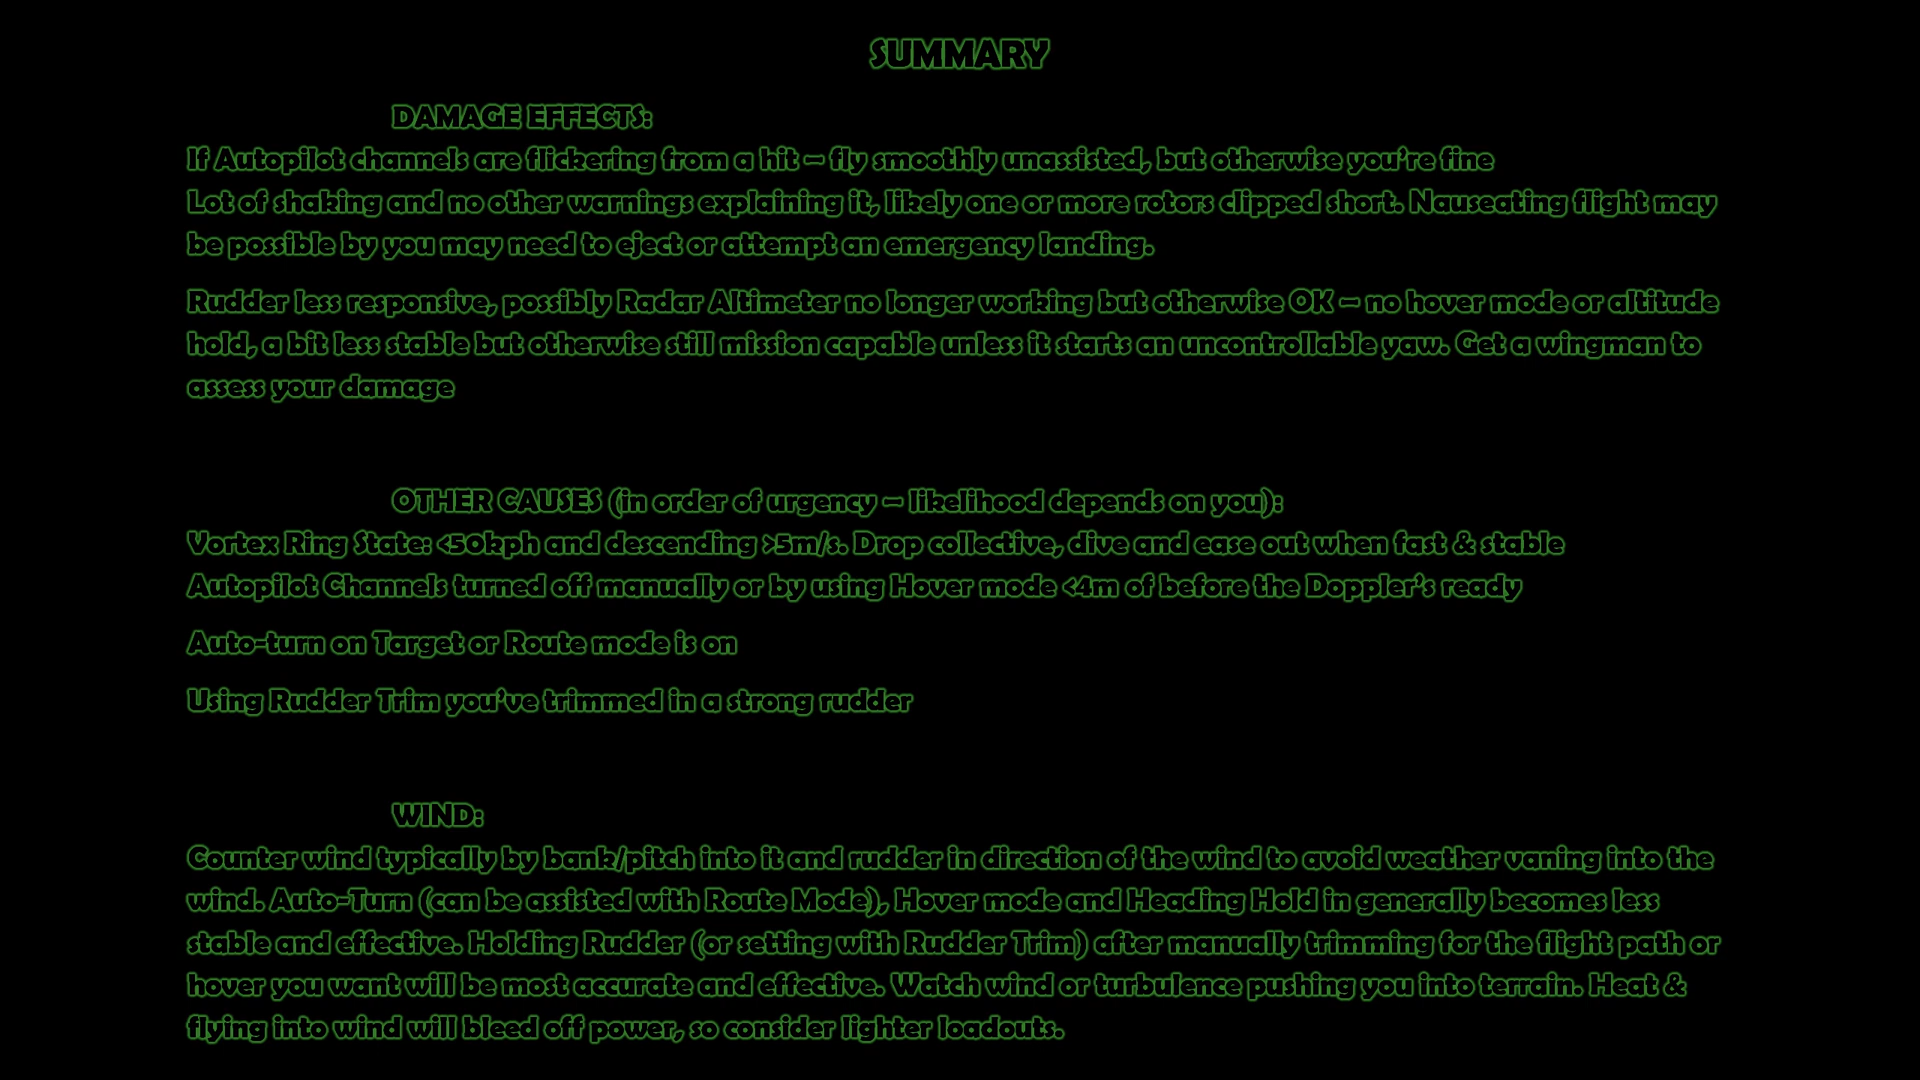 SUMMARY
DAMAGE EFFECTS:
If Autopilot channels are flickering from a hit – fly smoothly unassisted, but otherwise you're fine
Lot of shaking and no other warnings explaining it, likely one or more rotors clipped short. Nauseating flight may
be possible by you may need to eject or attempt an emergency landing.
Rudder less responsive, possibly Radar Altimeter no longer working but otherwise OK – no hover mode or altitude
hold, a bit less stable but otherwise still mission capable unless it starts an uncontrollable yaw. Get a wingman to
assess your damage
OTHER CAUSES (in order of urgency – likelihood depends on you):
Vortex Ring State: <50kph and descending >5m/s. Drop collective, dive and ease out when fast & stable
Autopilot Channels turned off manually or by using Hover mode <4m of before the Doppler's ready
Auto-turn on Target or Route mode is on
Using Rudder Trim you've trimmed in a strong rudder
WIND:
Counter wind typically by bank/pitch into it and rudder in direction of the wind to avoid weather vaning into the
wind. Auto-Turn (can be assisted with Route Mode), Hover mode and Heading Hold in generally becomes less
stable and effective. Holding Rudder (or setting with Rudder Trim) after manually trimming for the flight path or
hover you want will be most accurate and effective. Watch wind or turbulence pushing you into terrain. Heat &
flying into wind will bleed off power, so consider lighter loadouts.